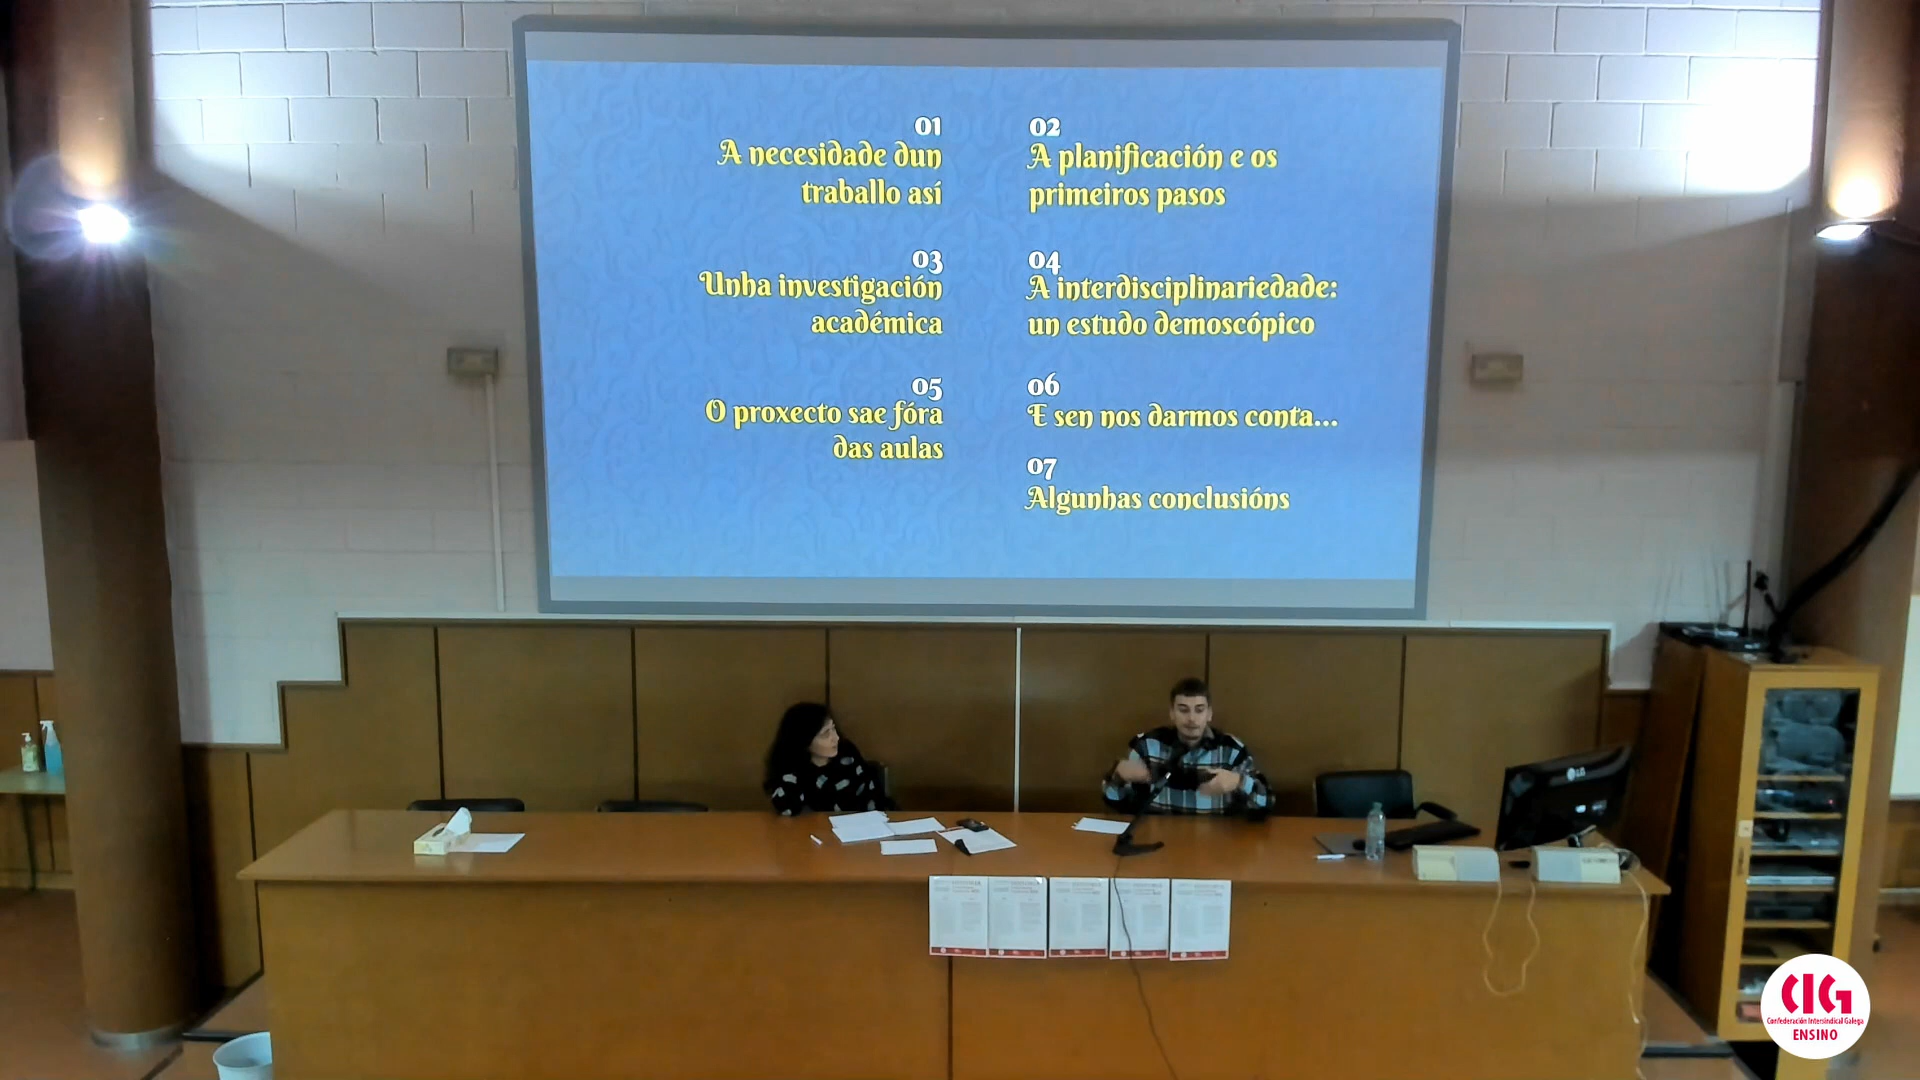 01
A necesidade dun
traballo así
02
A planificación e os
primeiros pasos
03
Unha investigación
académica
04
A interdisciplinariedade:
un estudo demoscópico
05
O proxecto sae fóra
das aulas
06
E sen nos darmos conta...
07
Algunhas conclusións
LG
CIG
Confederación Intersindical Galega
ENSINO